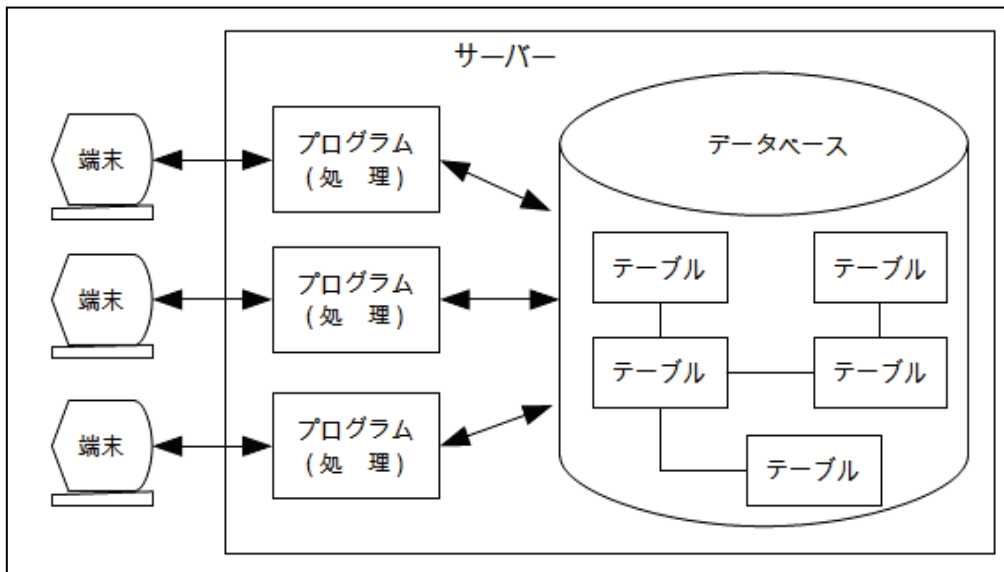 サーバー
端末
プログラム
(処 理)
データベース
テーブル
テーブル
端末
プログラム
(処 理)
テーブル
テーブル
端末
プログラム
(処 理)
テーブル